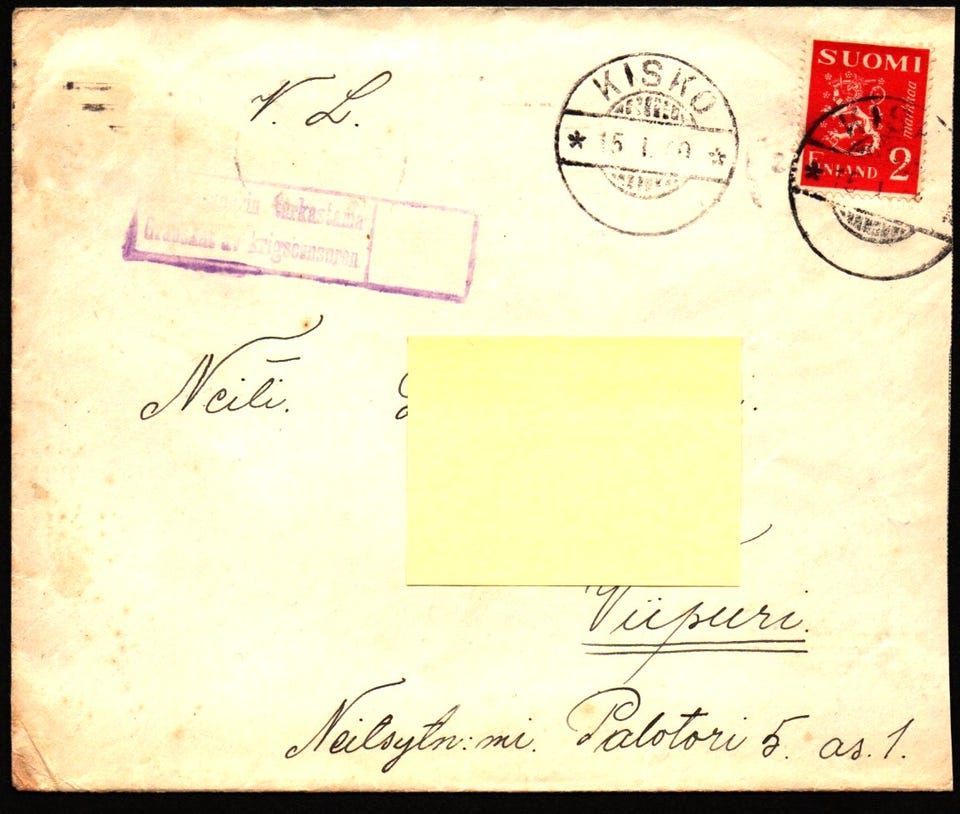 V. L.
KISKO
15. I. 40
SUOMI
markkaa
FINLAND 2
tarkastama
Granskat av krigscensuren
Neiti.
Viipuri.
Neitsytn:mi. Palotori 5. as. 1.